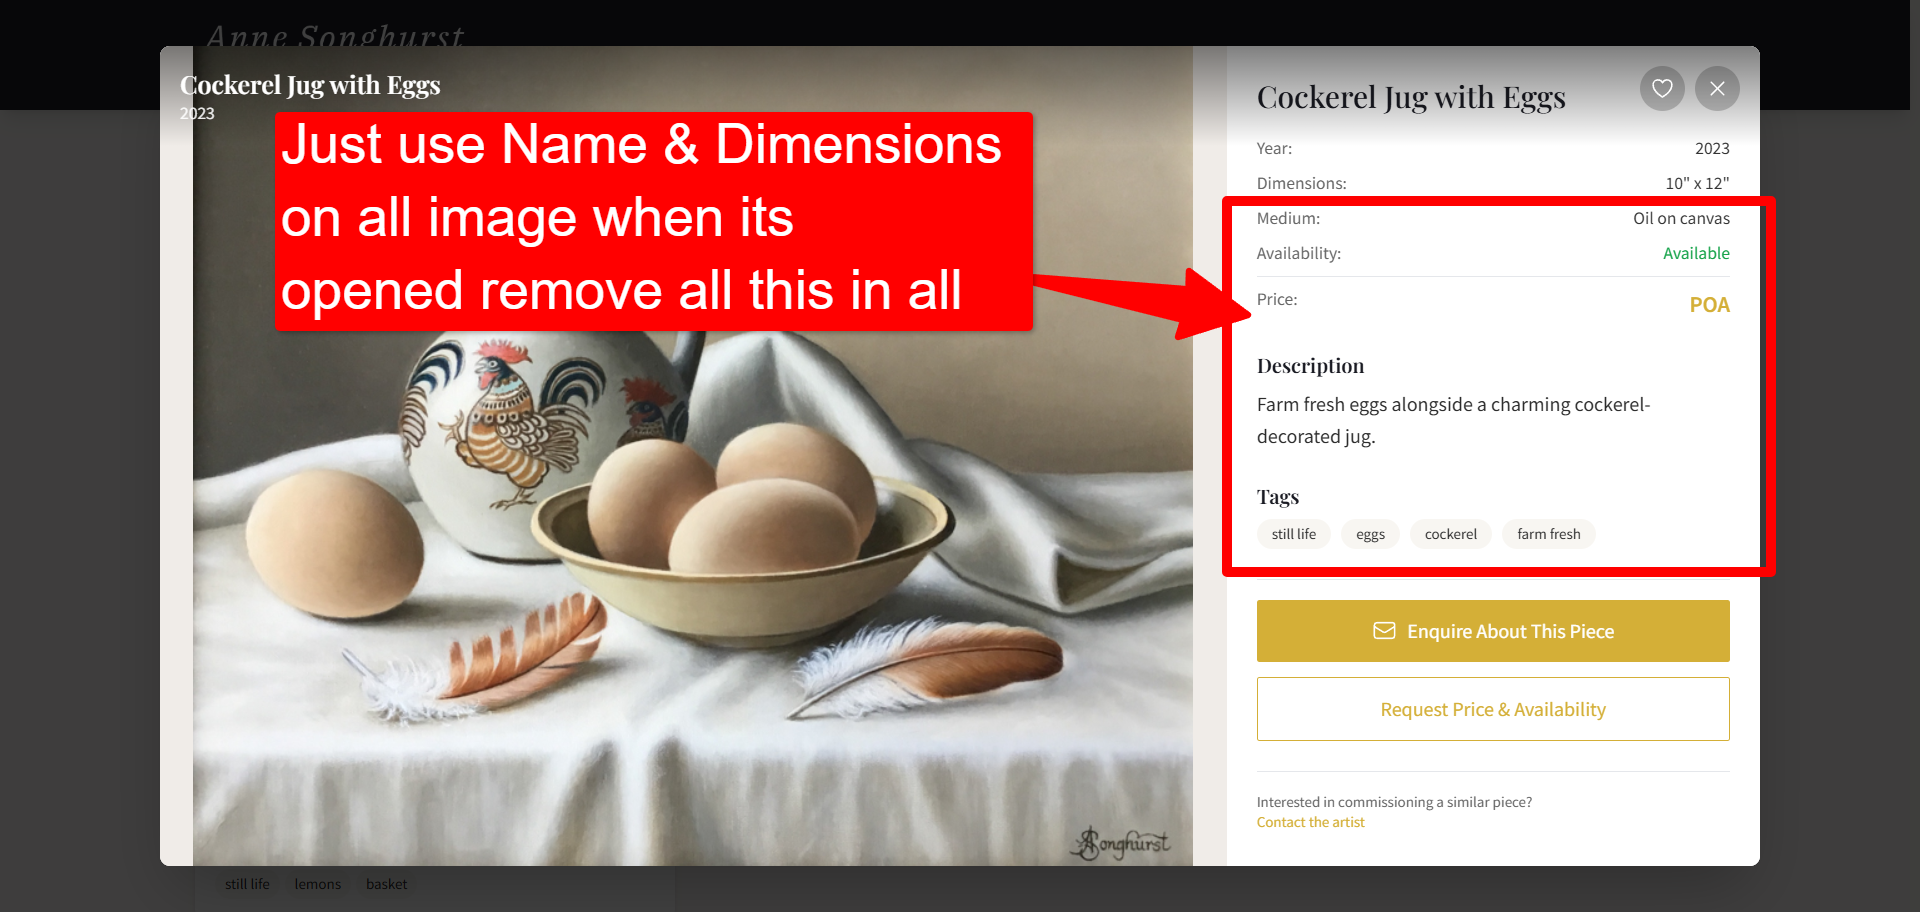 Anne Songhurst
Cockerel Jug with Eggs
2023
Just use Name & Dimensions
on all image when its
opened remove all this in all
Cockerel Jug with Eggs
Year: 2023
Dimensions: 10" x 12"
Medium: Oil on canvas
Availability: Available
Price: POA
Description
Farm fresh eggs alongside a charming cockerel-
decorated jug.
Tags
still life eggs cockerel farm fresh
Enquire About This Piece
Request Price & Availability
Interested in commissioning a similar piece?
Contact the artist
ASonghurst
still life lemons basket